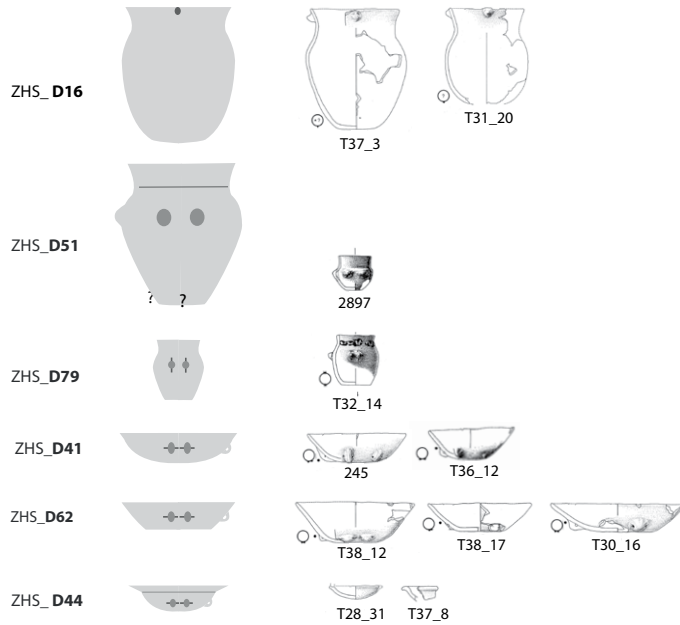 ZHS_ D16
T37_3
T31_20
ZHS_D51
? ?
2897
ZHS_D79
T32_14
ZHS_D41
245
T36_12
ZHS_D62
T38_12
T38_17
T30_16
ZHS_ D44
T28_31
T37_8